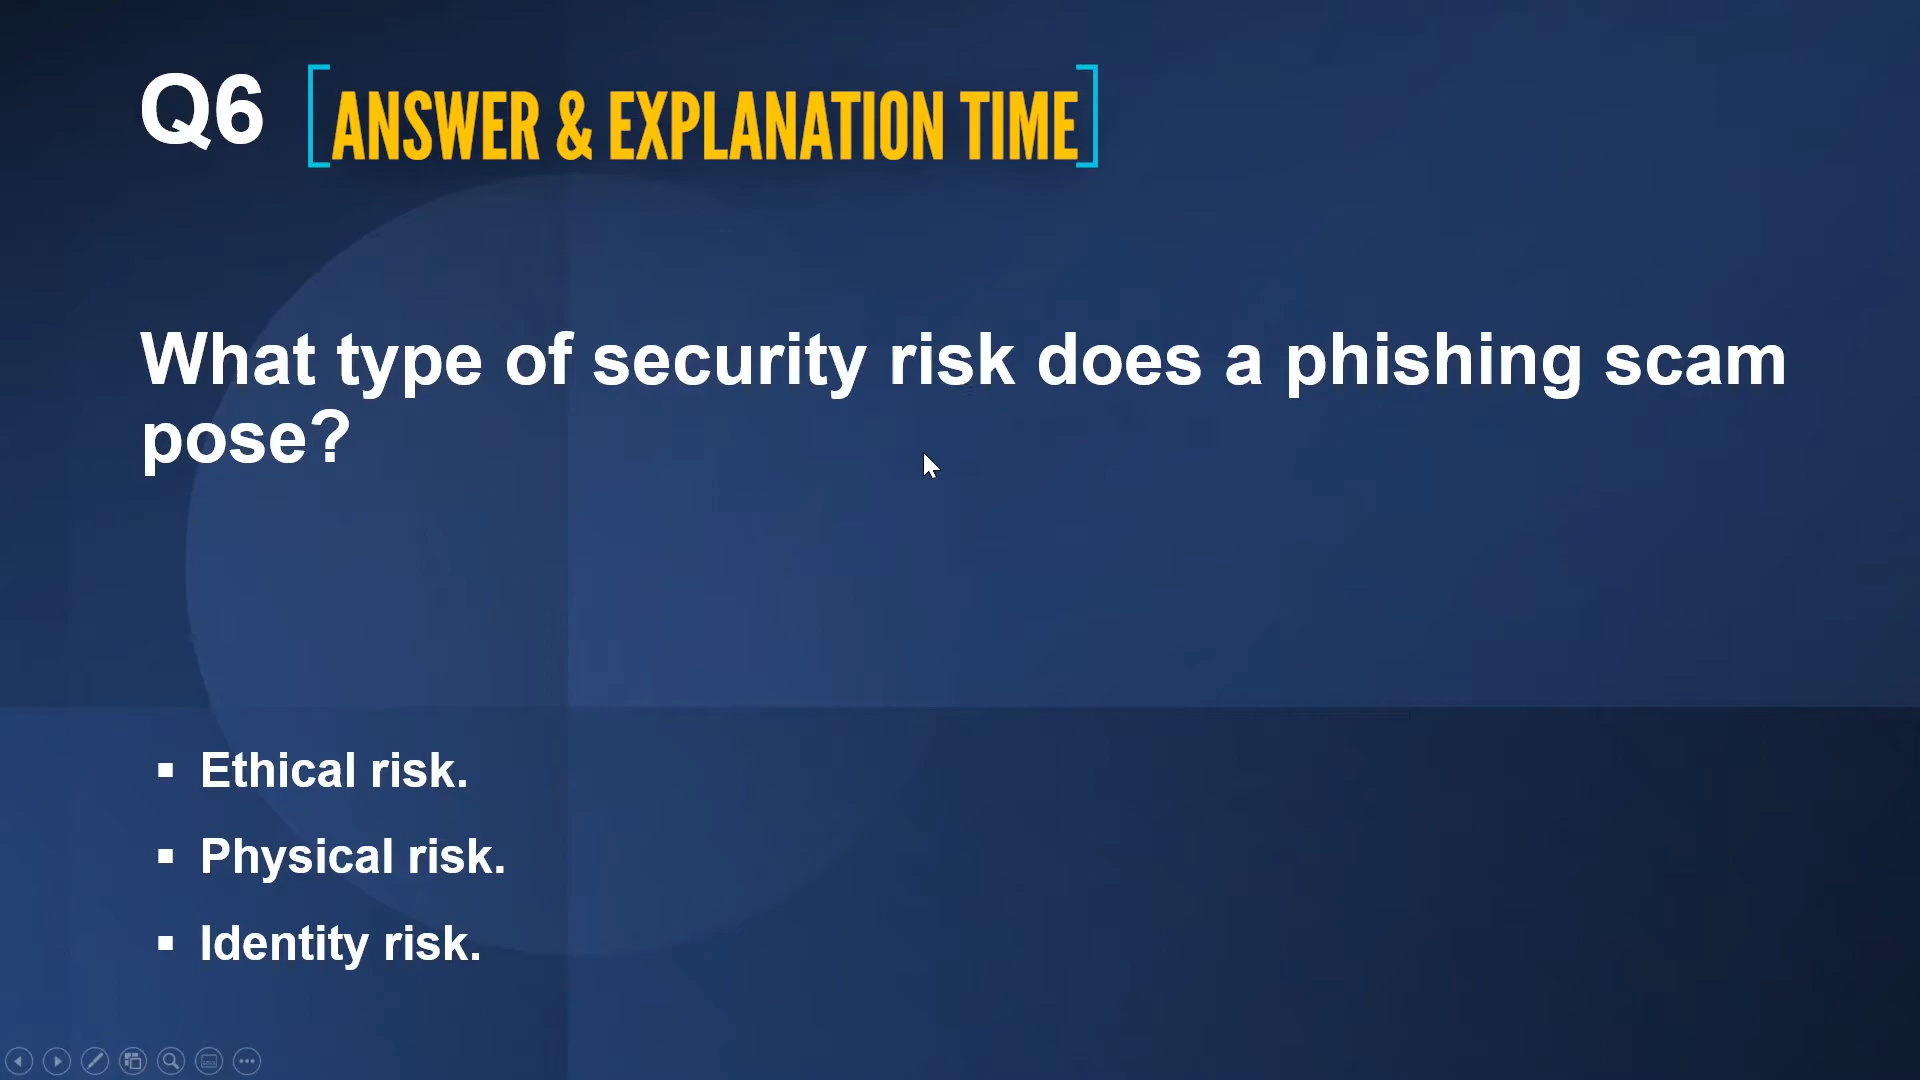 Q6 [ANSWER & EXPLANATION TIME]
What type of security risk does a phishing scam
pose?
▪ Ethical risk.
▪ Physical risk.
▪ Identity risk.